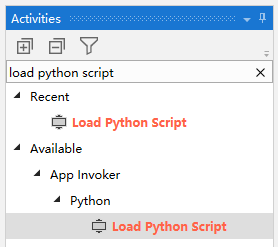 Activities
load python script
Recent
Load Python Script
Available
App Invoker
Python
Load Python Script